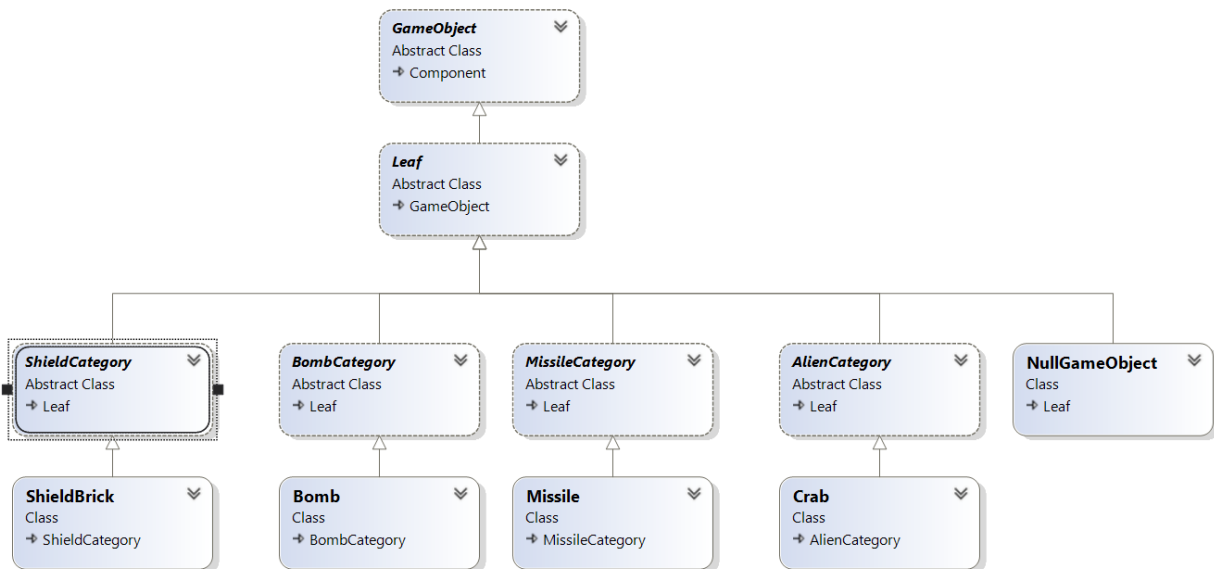 GameObject
Abstract Class
Component
Leaf
Abstract Class
GameObject
ShieldCategory
Abstract Class
Leaf
BombCategory
Abstract Class
Leaf
MissileCategory
Abstract Class
Leaf
AlienCategory
Abstract Class
Leaf
NullGameObject
Class
Leaf
ShieldBrick
Class
ShieldCategory
Bomb
Class
BombCategory
Missile
Class
MissileCategory
Crab
Class
AlienCategory